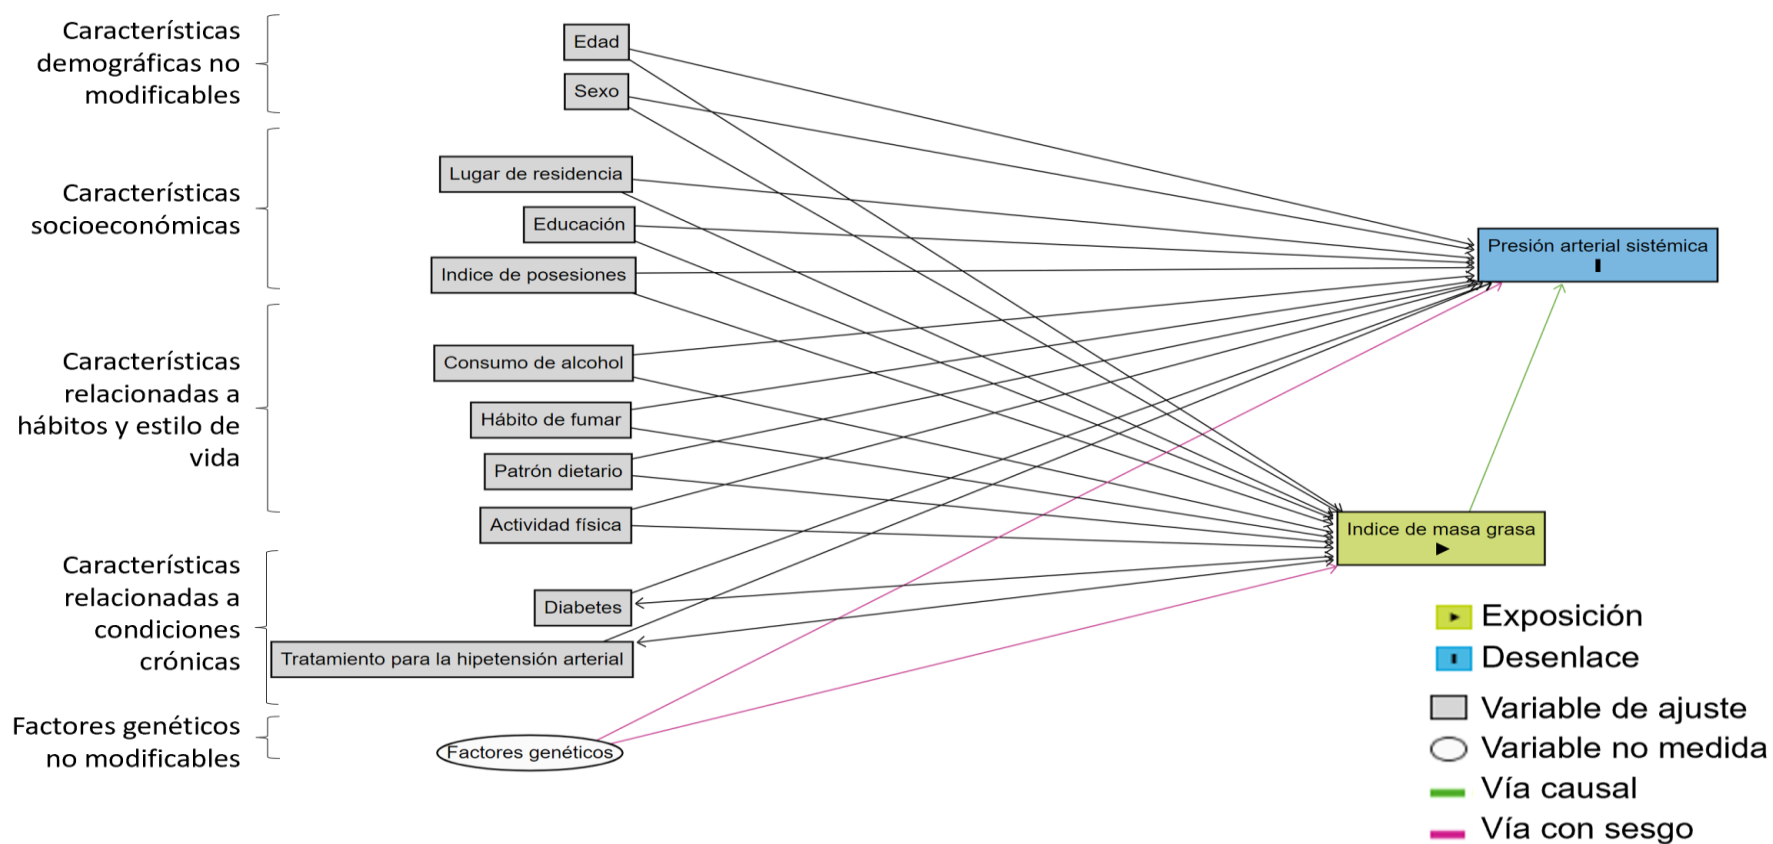 Características
demográficas no
modificables
Edad
Sexo
Características
socioeconómicas
Lugar de residencia
Educación
Indice de posesiones
Características
relacionadas a
hábitos y estilo de
vida
Consumo de alcohol
Hábito de fumar
Patrón dietario
Actividad física
Características
relacionadas a
condiciones
crónicas
Diabetes
Tratamiento para la hipetensión arterial
Factores genéticos
no modificables
Factores genéticos
Presión arterial sistémica
Indice de masa grasa
Exposición
Desenlace
Variable de ajuste
Variable no medida
Vía causal
Vía con sesgo